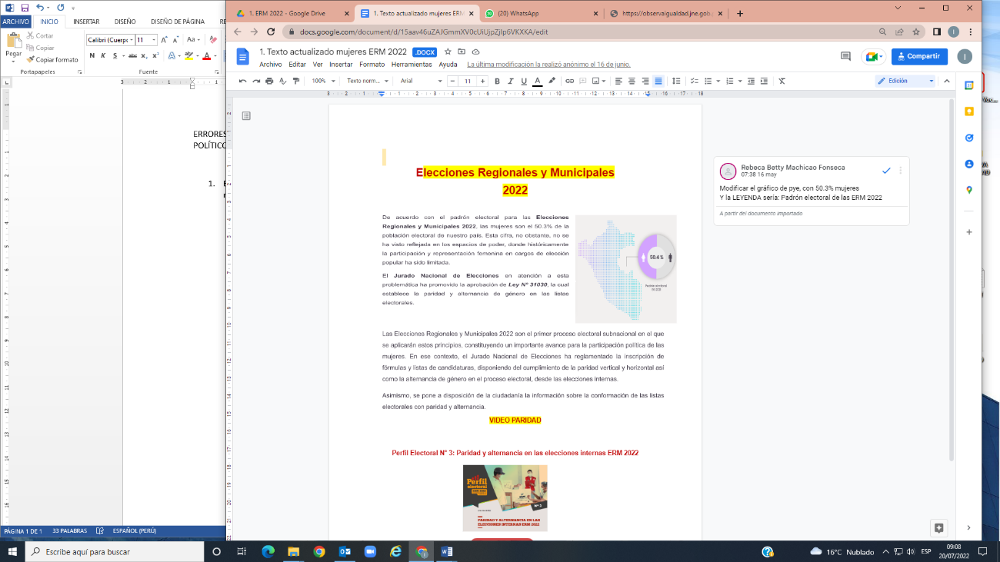 ARCHIVO INICIO INSERTAR DISEÑO DISEÑO DE PÁGINA
Pegar
Cortar
Copiar
Copiar formato
Portapapeles
Calibri (Cuerp
11
N K S abc x₂ x²
Fuente
ERRORES
POLÍTICO
1.
PÁGINA 1 DE 1 33 PALABRAS ESPAÑOL (PERÚ)
1. ERM 2022 - Google Drive
1. Texto actualizado mujeres ERM
(20) WhatsApp
https://observaigualdad.jne.gob.
docs.google.com/document/d/15aav46uZAJGmmXV0cUiUjpZjIp6VKXKA/edit
1. Texto actualizado mujeres ERM 2022 .DOCX
Archivo Editar Ver Insertar Formato Herramientas Ayuda La última modificación la realizó anónimo el 16 de junio.
Compartir
100% Texto norm... Arial 11 B I U A
Edición
Elecciones Regionales y Municipales
2022
De acuerdo con el padrón electoral para las Elecciones
Regionales y Municipales 2022, las mujeres son el 50.3% de la
población electoral de nuestro país. Esta cifra, no obstante, no se
ha visto reflejada en los espacios de poder, donde históricamente
la participación y representación femenina en cargos de elección
popular ha sido limitada.
El Jurado Nacional de Elecciones en atención a esta
problemática ha promovido la aprobación de Ley N° 31030, la cual
establece la paridad y alternancia de género en las listas
electorales.
50.4 %
Las Elecciones Regionales y Municipales 2022 son el primer proceso electoral subnacional en el que
se aplicarán estos principios, constituyendo un importante avance para la participación política de las
mujeres. En ese contexto, el Jurado Nacional de Elecciones ha reglamentado la inscripción de
fórmulas y listas de candidaturas, disponiendo del cumplimiento de la paridad vertical y horizontal así
como la alternancia de género en el proceso electoral, desde las elecciones internas.
Asimismo, se pone a disposición de la ciudadanía la información sobre la conformación de las listas
electorales con paridad y alternancia.
VIDEO PARIDAD
Perfil Electoral N° 3: Paridad y alternancia en las elecciones internas ERM 2022
Perfil
electoral
N° 3
PARIDAD Y ALTERNANCIA EN LAS
ELECCIONES INTERNAS ERM 2022
Rebeca Betty Machicao Fonseca
07:38 16 may
Modificar el gráfico de pye, con 50.3% mujeres
Y la LEYENDA sería: Padrón electoral de las ERM 2022
A partir del documento importado
Escribe aquí para buscar
16°C Nublado
ESP
09:08
20/07/2022